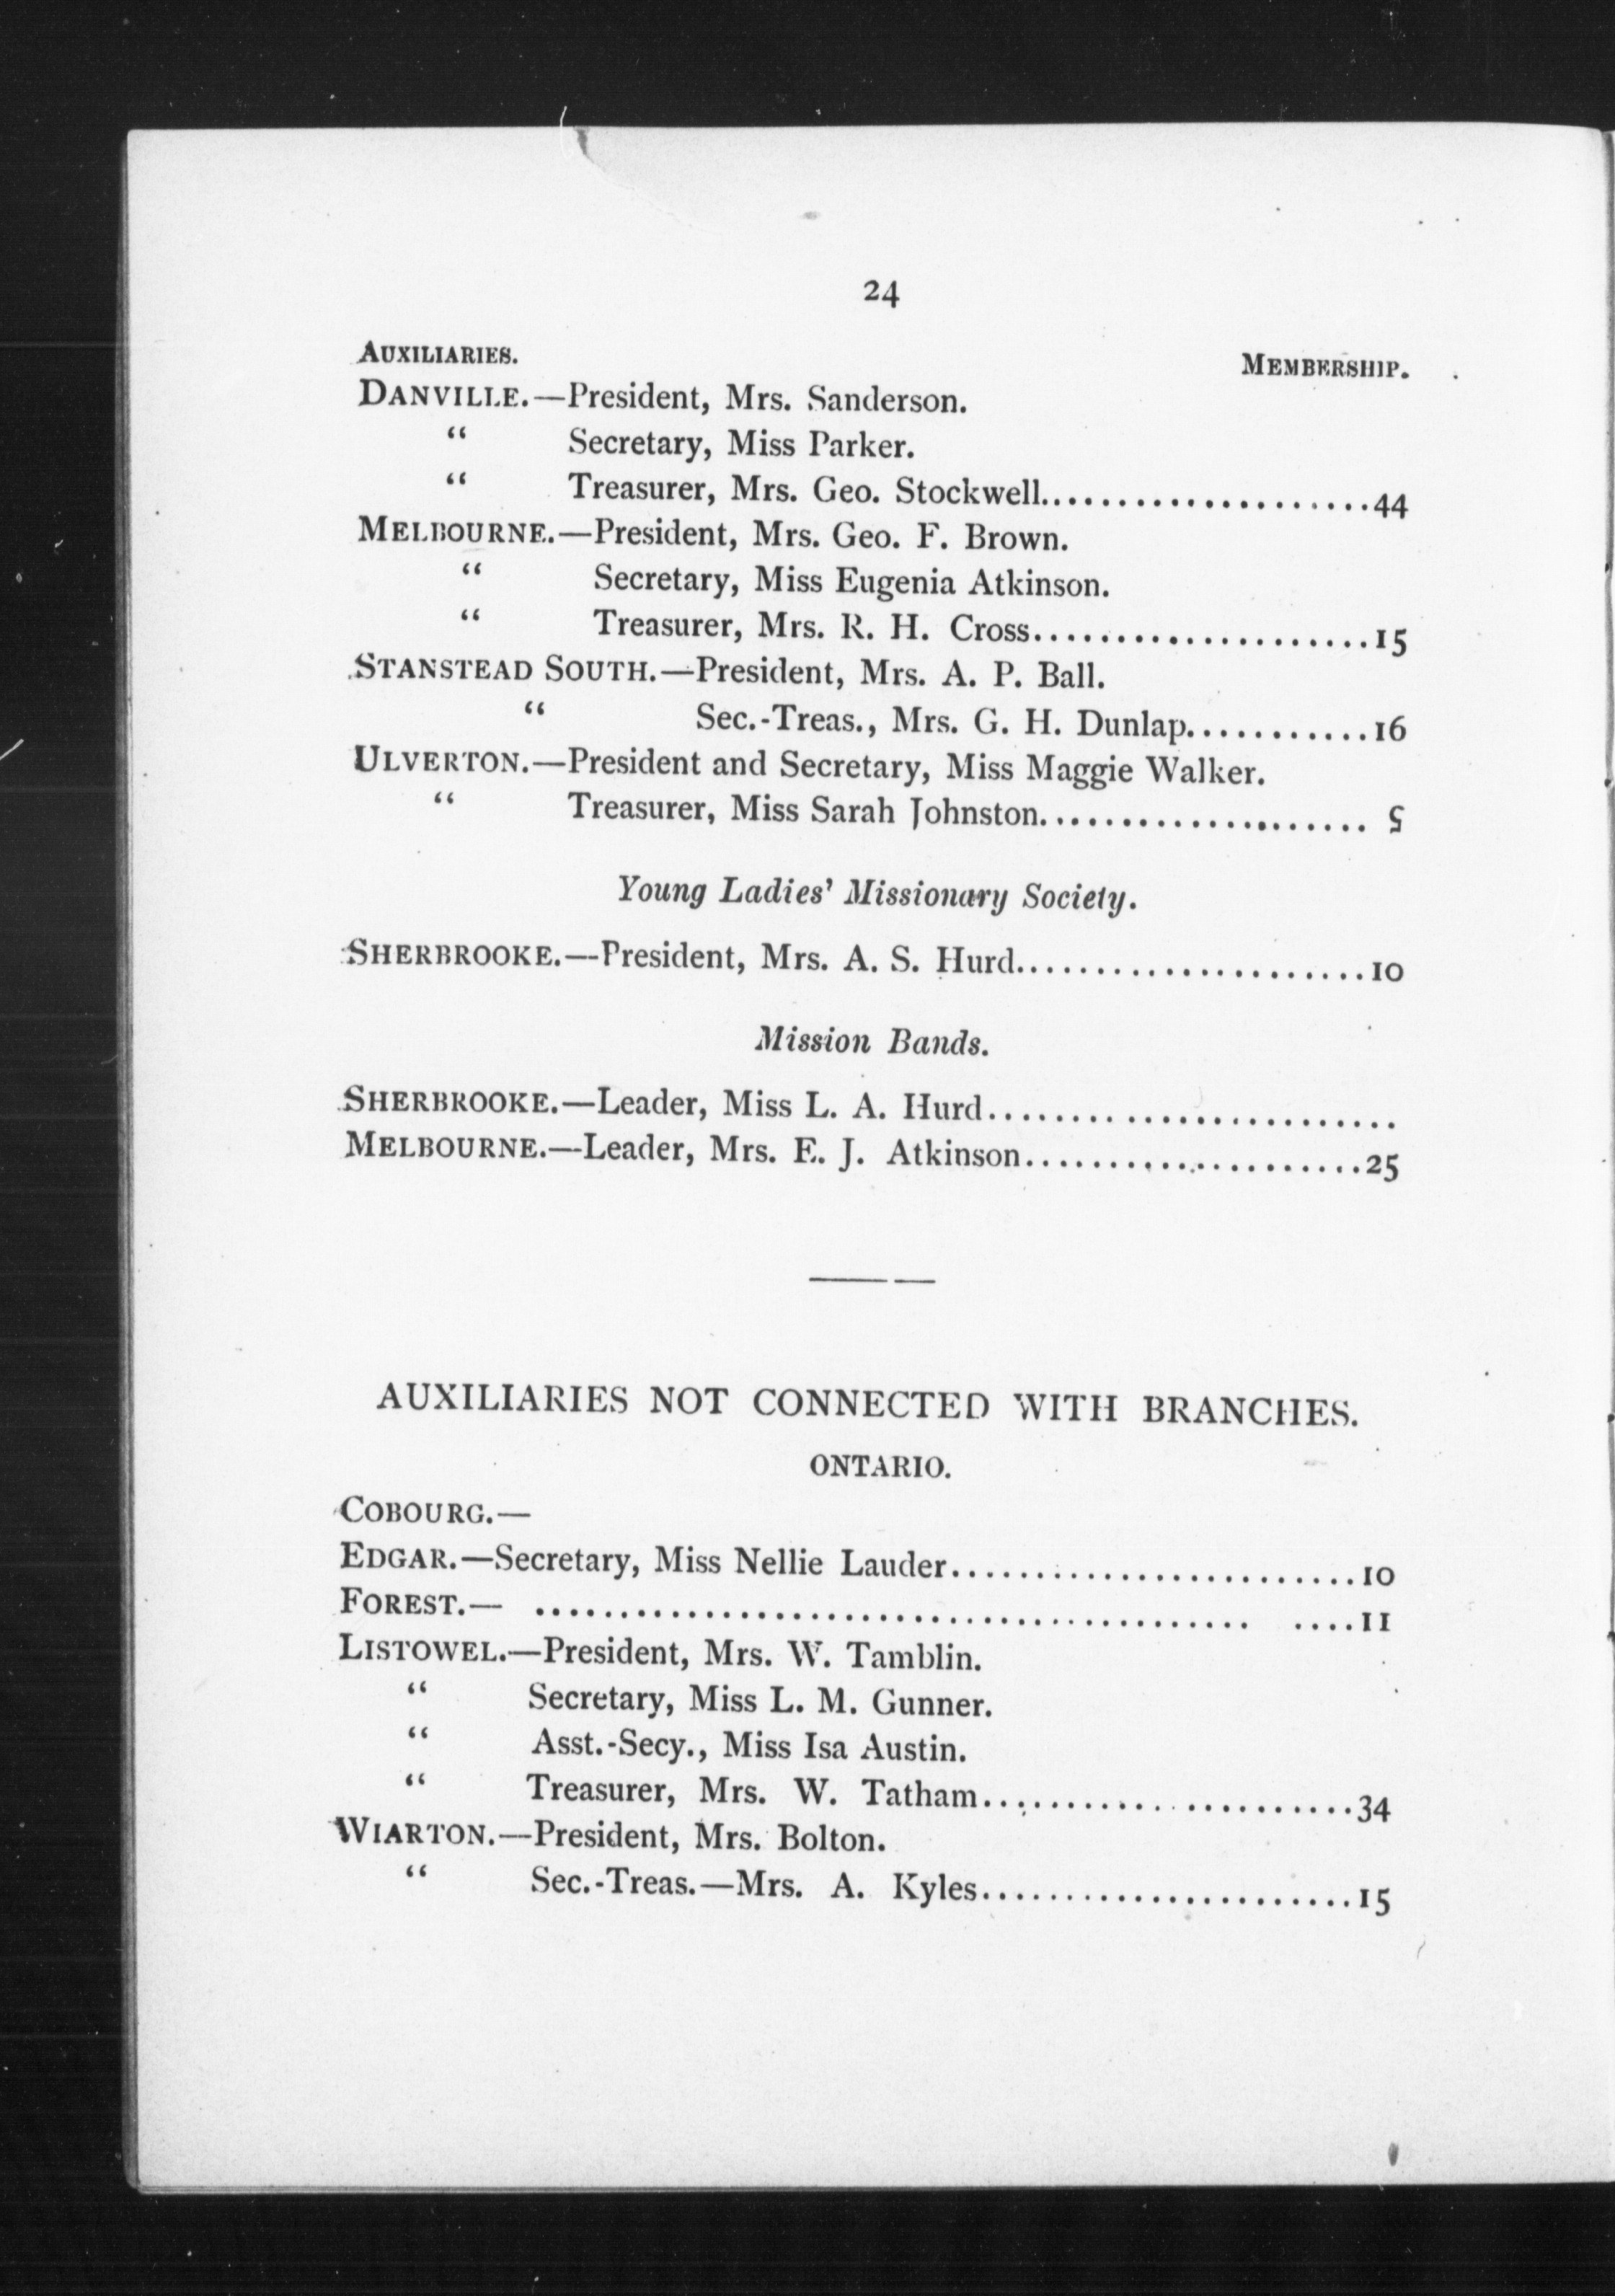 24
AUXILIARIES. MEMBERSHIP.
DANVILLE.—President, Mrs. Sanderson.
“ Secretary, Miss Parker.
“ Treasurer, Mrs. Geo. Stockwell.....................44
MELBOURNE.—President, Mrs. Geo. F. Brown.
“ Secretary, Miss Eugenia Atkinson.
“ Treasurer, Mrs. R. H. Cross.....................15
STANSTEAD SOUTH.—President, Mrs. A. P. Ball.
“ Sec.-Treas., Mrs. G. H. Dunlap............16
ULVERTON.—President and Secretary, Miss Maggie Walker.
“ Treasurer, Miss Sarah Johnston.................... 5
Young Ladies’ Missionary Society.
SHERBROOKE.—President, Mrs. A. S. Hurd......................10
Mission Bands.
SHERBROOKE.—Leader, Miss L. A. Hurd.........................
MELBOURNE.—Leader, Mrs. E. J. Atkinson.....................25
AUXILIARIES NOT CONNECTED WITH BRANCHES.
ONTARIO.
COBOURG.—
EDGAR.—Secretary, Miss Nellie Lauder.........................10
FOREST.— ............................................ ....11
LISTOWEL.—President, Mrs. W. Tamblin.
“ Secretary, Miss L. M. Gunner.
“ Asst.-Secy., Miss Isa Austin.
“ Treasurer, Mrs. W. Tatham.......................34
WIARTON.—President, Mrs. Bolton.
“ Sec.-Treas.—Mrs. A. Kyles.......................15